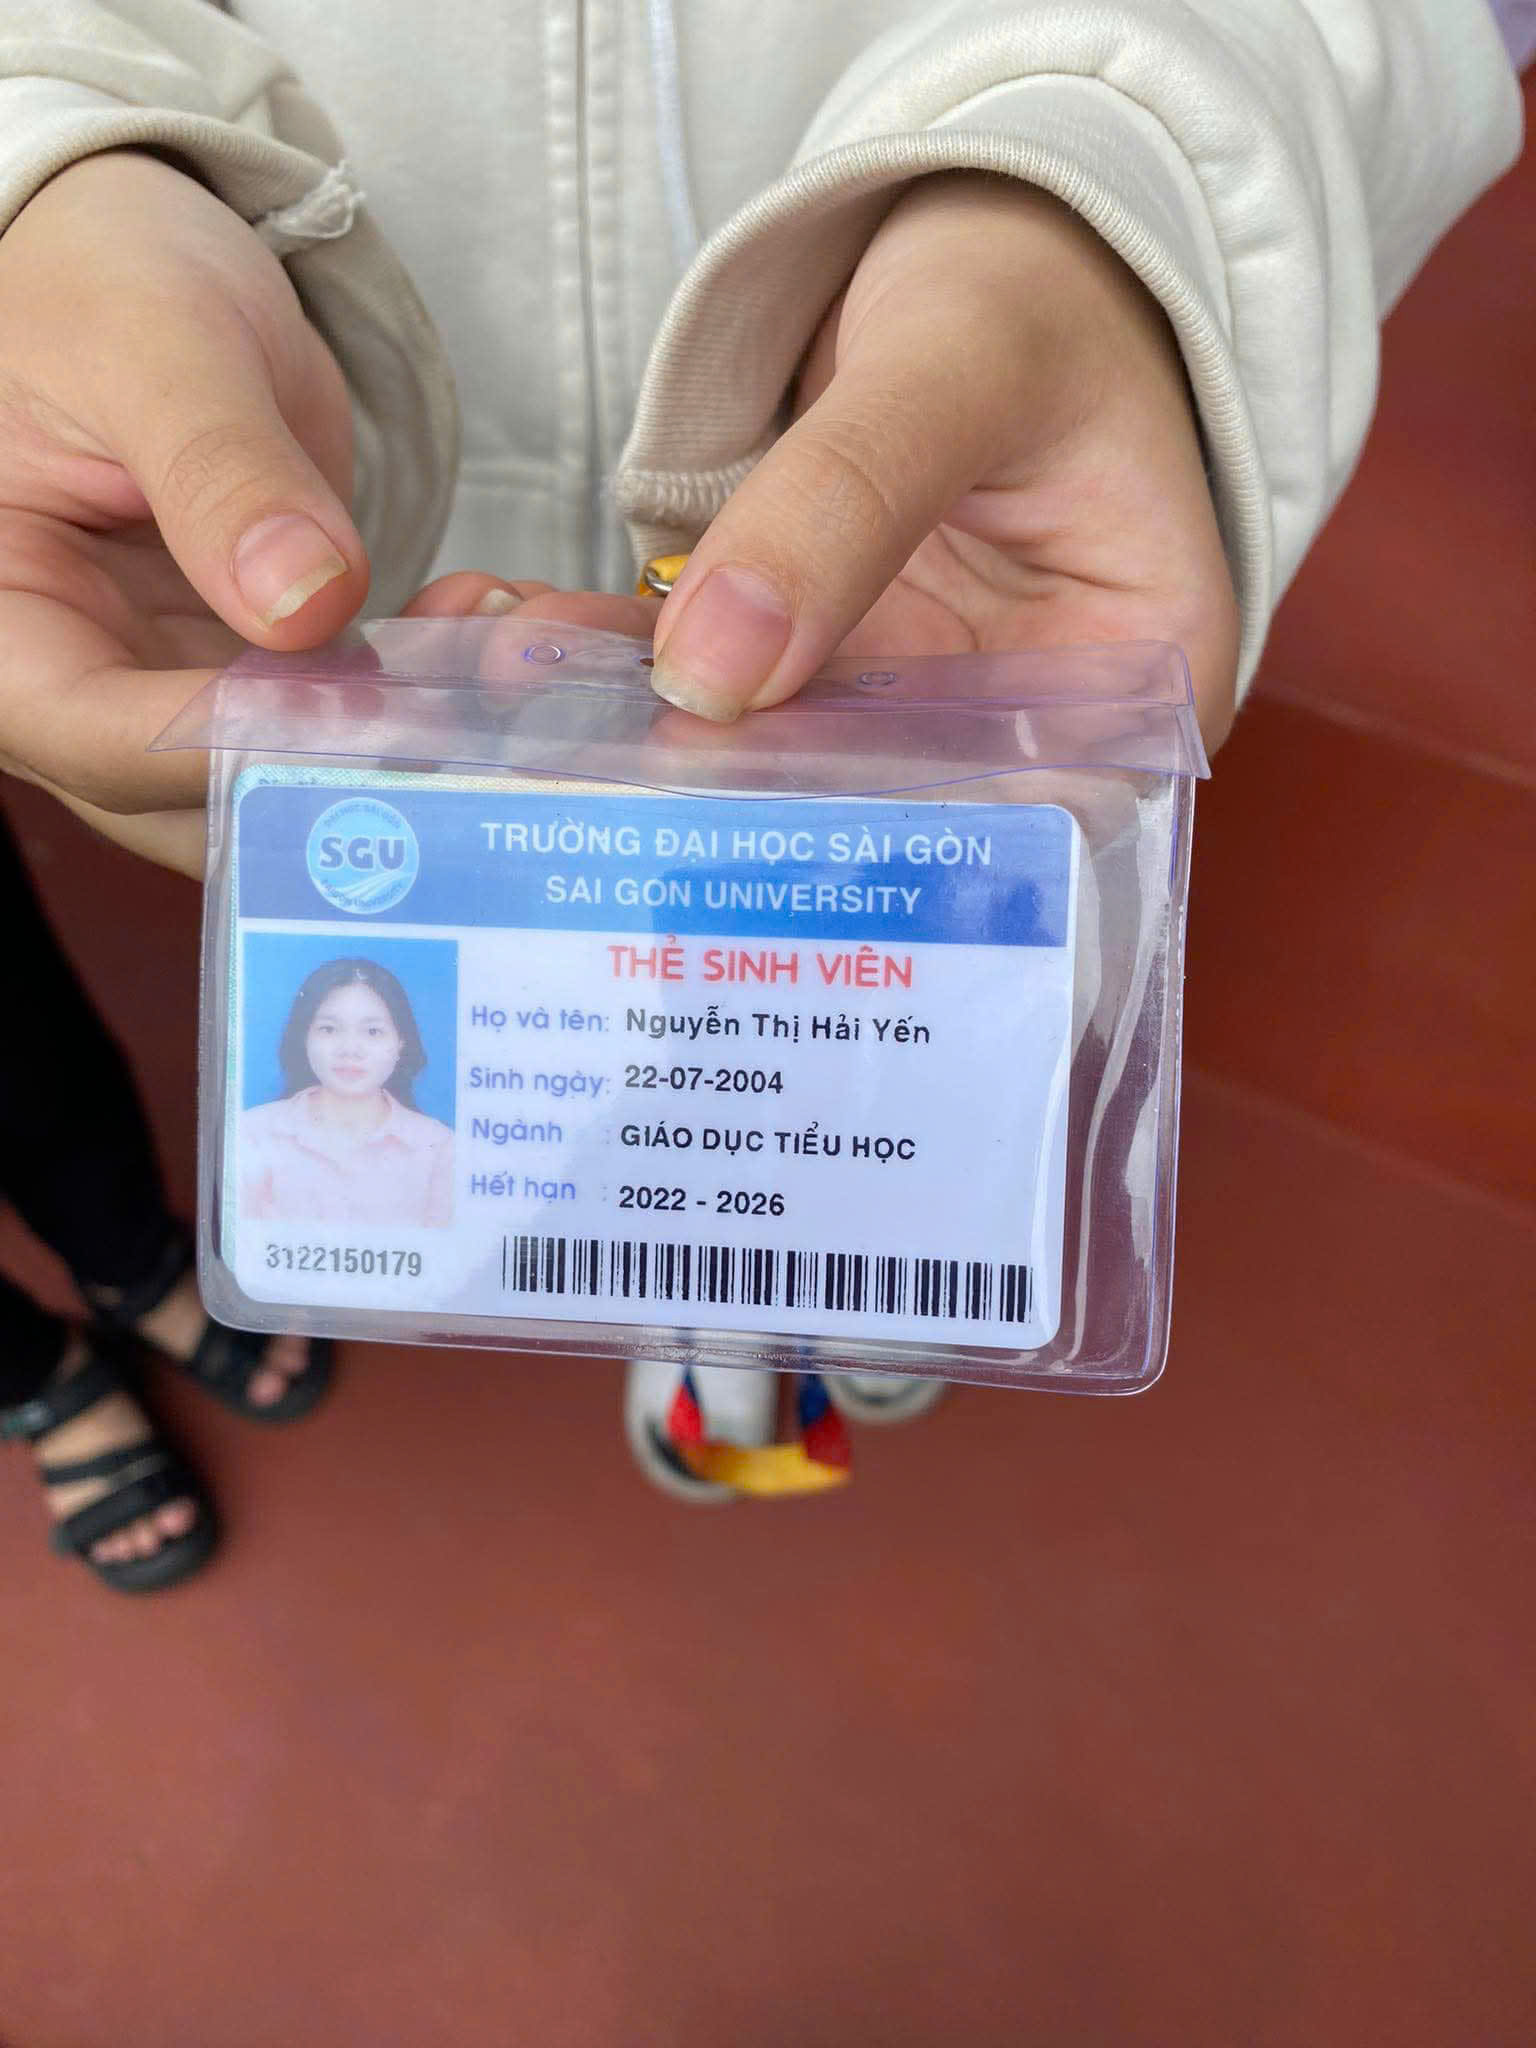 SGU
TRƯỜNG ĐẠI HỌC SÀI GÒN
SAI GON UNIVERSITY
THẺ SINH VIÊN
Họ và tên: Nguyễn Thị Hải Yến
Sinh ngày: 22-07-2004
Ngành : GIÁO DỤC TIỂU HỌC
Hết hạn : 2022 - 2026
3122150179